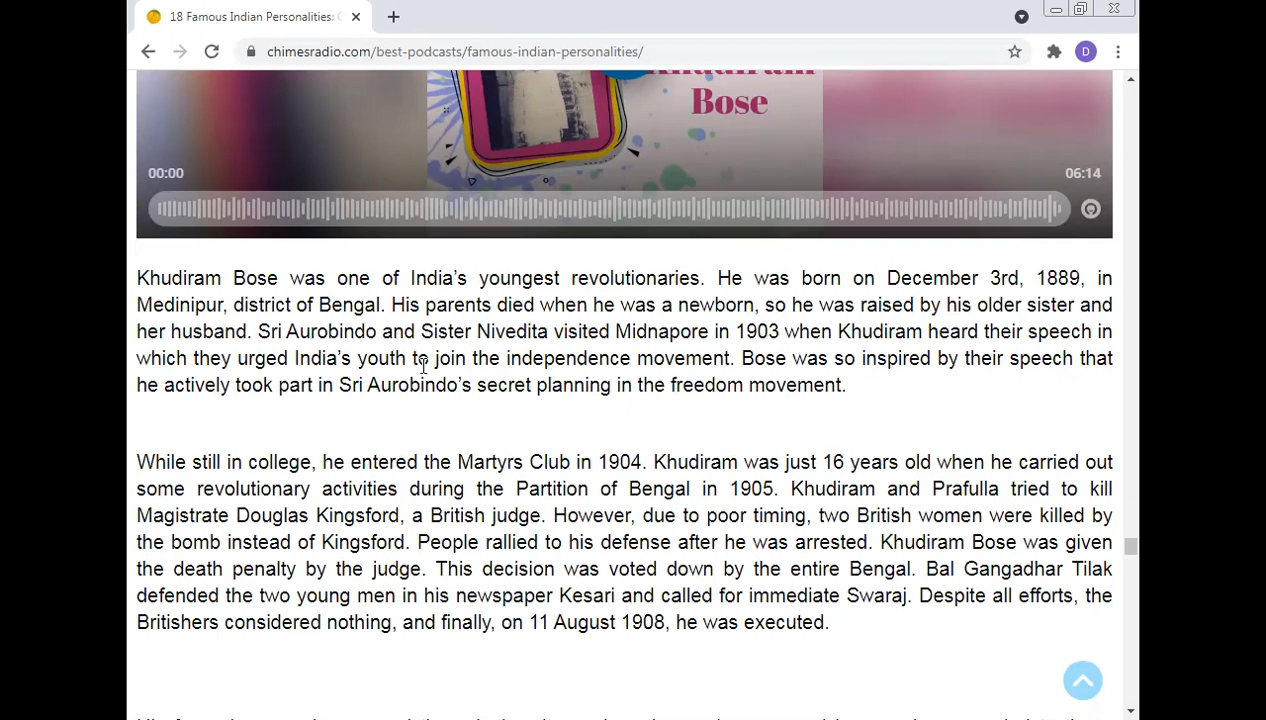 18 Famous Indian Personalities:
chimesradio.com/best-podcasts/famous-indian-personalities/
D
Bose
00:00
06:14
Khudiram Bose was one of India's youngest revolutionaries. He was born on December 3rd, 1889, in
Medinipur, district of Bengal. His parents died when he was a newborn, so he was raised by his older sister and
her husband. Sri Aurobindo and Sister Nivedita visited Midnapore in 1903 when Khudiram heard their speech in
which they urged India's youth to join the independence movement. Bose was so inspired by their speech that
he actively took part in Sri Aurobindo's secret planning in the freedom movement.
While still in college, he entered the Martyrs Club in 1904. Khudiram was just 16 years old when he carried out
some revolutionary activities during the Partition of Bengal in 1905. Khudiram and Prafulla tried to kill
Magistrate Douglas Kingsford, a British judge. However, due to poor timing, two British women were killed by
the bomb instead of Kingsford. People rallied to his defense after he was arrested. Khudiram Bose was given
the death penalty by the judge. This decision was voted down by the entire Bengal. Bal Gangadhar Tilak
defended the two young men in his newspaper Kesari and called for immediate Swaraj. Despite all efforts, the
Britishers considered nothing, and finally, on 11 August 1908, he was executed.